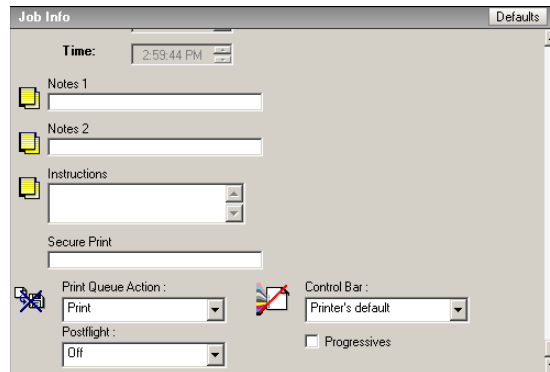 Job Info Defaults
Time: 2:59:44 PM
Notes 1
Notes 2
Instructions
Secure Print
Print Queue Action : Control Bar :
Print Printer's default
Postflight : Progressives
Off